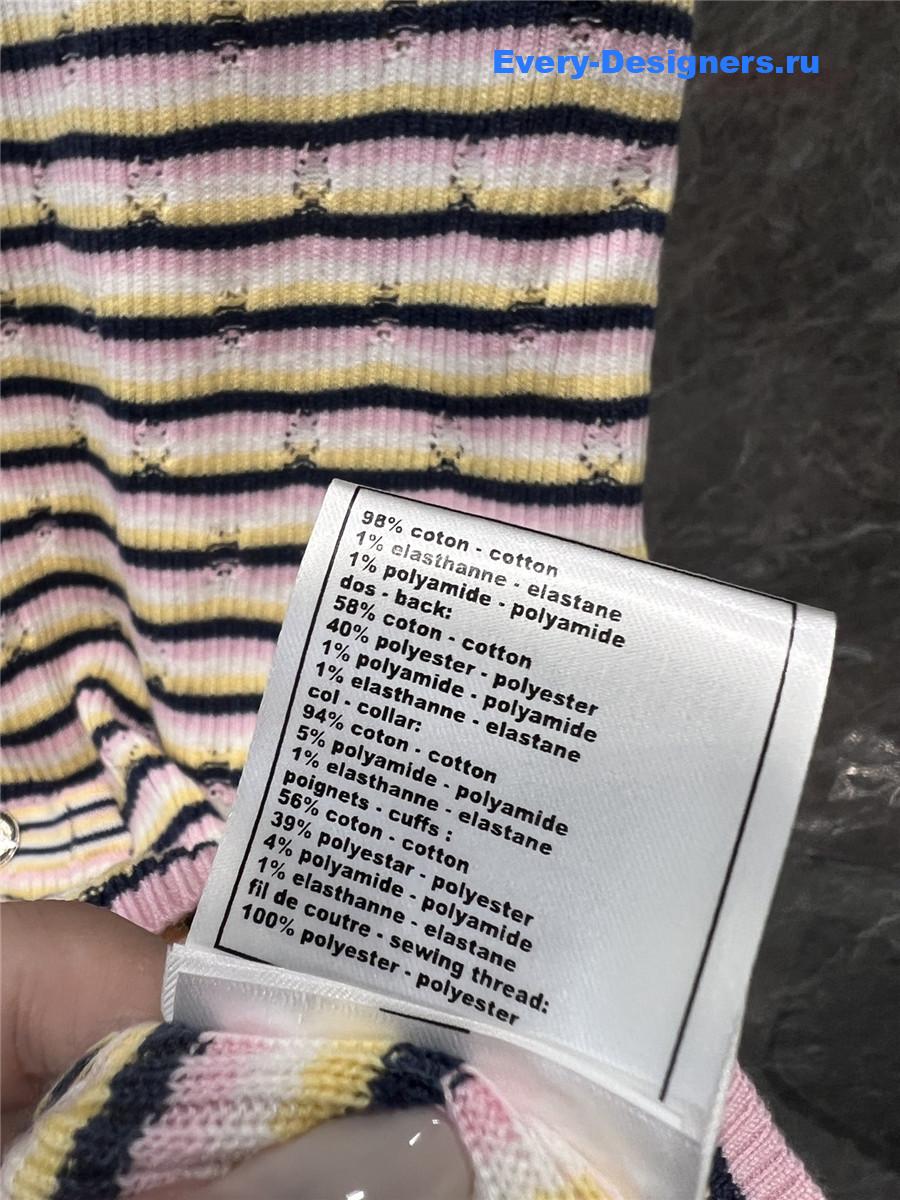 Every-Designers.ru
98% coton - cotton
1% elasthanne - elastane
1% polyamide - polyamide
dos - back:
58% coton - cotton
40% polyester - polyester
1% polyamide - polyamide
1% elasthanne - elastane
col - collar:
94% coton - cotton
5% polyamide - polyamide
1% elasthanne - elastane
poignets - cuffs :
56% coton - cotton
39% polyestar - polyester
4% polyamide - polyamide
1% elasthanne - elastane
fil de coutre - sewing thread:
100% polyester - polyester